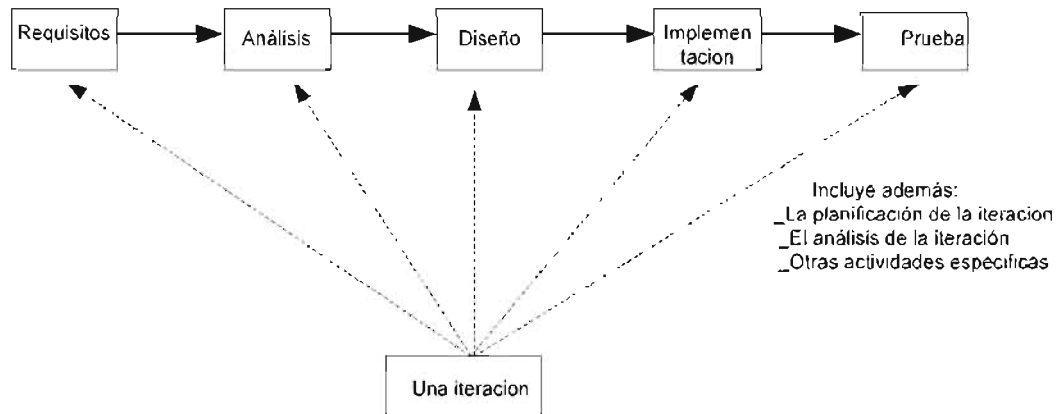 Requisitos
Análisis
Diseño
Implemen
tacion
Prueba
Incluye además:
_La planificación de la iteracion
_El análisis de la iteración
_Otras actividades especificas
Una iteracion